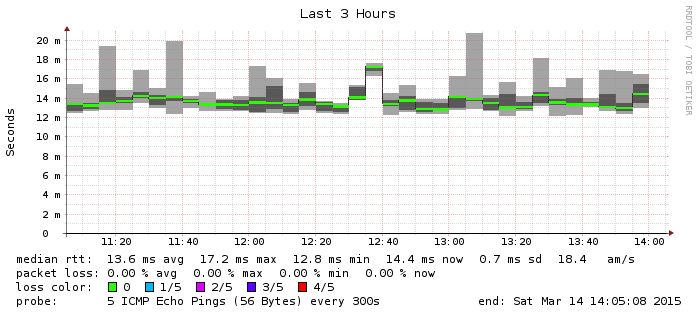 Last 3 Hours
RRDTOOL / TOBI OETIKER
Seconds
20 m
18 m
16 m
14 m
12 m
10 m
8 m
6 m
4 m
2 m
0
11:20 11:40 12:00 12:20 12:40 13:00 13:20 13:40 14:00
median rtt: 13.6 ms avg 17.2 ms max 12.8 ms min 14.4 ms now 0.7 ms sd 18.4 am/s
packet loss: 0.00 % avg 0.00 % max 0.00 % min 0.00 % now
loss color: 0 1/5 2/5 3/5 4/5
probe: 5 ICMP Echo Pings (56 Bytes) every 300s end: Sat Mar 14 14:05:08 2015